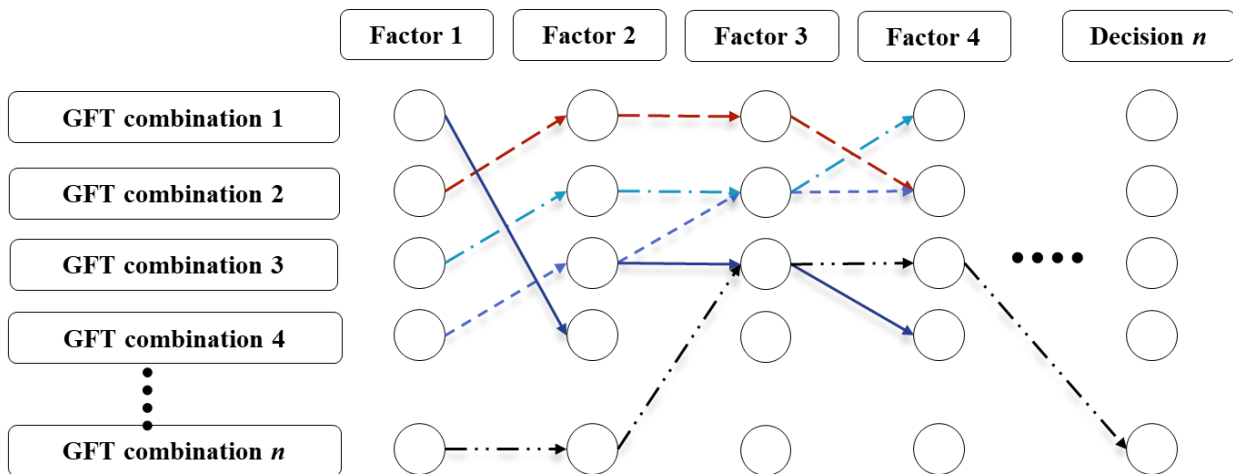 Factor 1
Factor 2
Factor 3
Factor 4
Decision n
GFT combination 1
GFT combination 2
GFT combination 3
GFT combination 4
GFT combination n